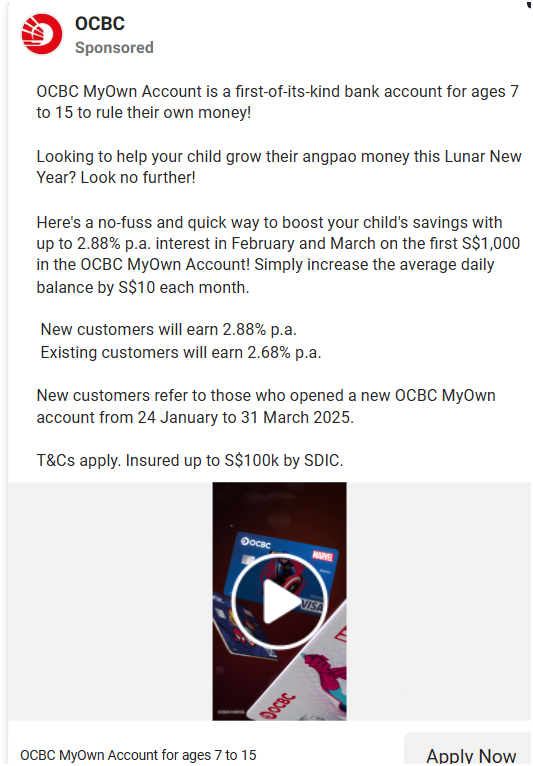 OCBC
Sponsored
OCBC MyOwn Account is a first-of-its-kind bank account for ages 7
to 15 to rule their own money!
Looking to help your child grow their angpao money this Lunar New
Year? Look no further!
Here's a no-fuss and quick way to boost your child's savings with
up to 2.88% p.a. interest in February and March on the first S$1,000
in the OCBC MyOwn Account! Simply increase the average daily
balance by S$10 each month.
New customers will earn 2.88% p.a.
Existing customers will earn 2.68% p.a.
New customers refer to those who opened a new OCBC MyOwn
account from 24 January to 31 March 2025.
T&Cs apply. Insured up to S$100k by SDIC.
OCBC
MARVEL
VISA
OCBC
OCBC MyOwn Account for ages 7 to 15
Apply Now